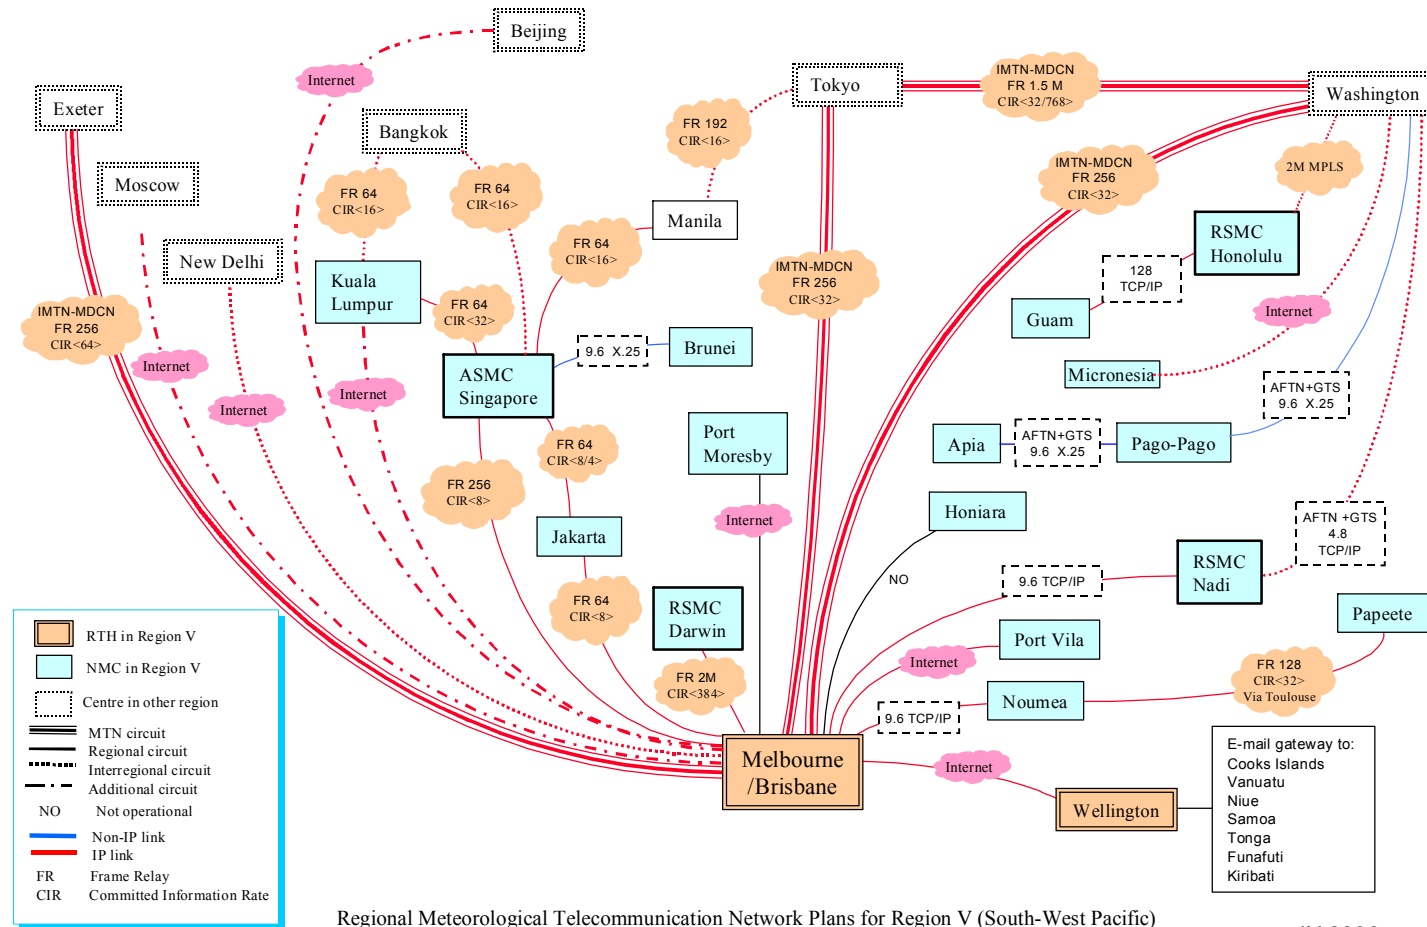 Beijing
Internet
Exeter
Tokyo
IMTN-MDCN
FR 1.5 M
CIR<32/768>
Washington
Bangkok
FR 192
CIR<16>
Moscow
FR 64
CIR<16>
FR 64
CIR<16>
IMTN-MDCN
FR 256
CIR<32>
2M MPLS
Manila
New Delhi
FR 64
CIR<16>
RSMC
Honolulu
Kuala
Lumpur
IMTN-MDCN
FR 256
CIR<32>
128
TCP/IP
IMTN-MDCN
FR 256
CIR<64>
FR 64
CIR<32>
Guam
Internet
9.6 X.25
Brunei
Internet
ASMC
Singapore
Micronesia
Internet
Internet
AFTN+GTS
9.6 X.25
Port
Moresby
Apia
AFTN+GTS
9.6 X.25
Pago-Pago
FR 64
CIR<8/4>
FR 256
CIR<8>
Internet
Honiara
Jakarta
AFTN +GTS
4.8
TCP/IP
NO
9.6 TCP/IP
RSMC
Nadi
FR 64
CIR<8>
RSMC
Darwin
Papeete
Port Vila
Internet
FR 2M
CIR<384>
FR 128
CIR<32>
Via Toulouse
Noumea
9.6 TCP/IP
Melbourne
/Brisbane
Internet
Wellington
E-mail gateway to:
Cooks Islands
Vanuatu
Niue
Samoa
Tonga
Funafuti
Kiribati
RTH in Region V
NMC in Region V
Centre in other region
MTN circuit
Regional circuit
Interregional circuit
Additional circuit
NO Not operational
Non-IP link
IP link
FR Frame Relay
CIR Committed Information Rate
Regional Meteorological Telecommunication Network Plans for Region V (South-West Pacific)